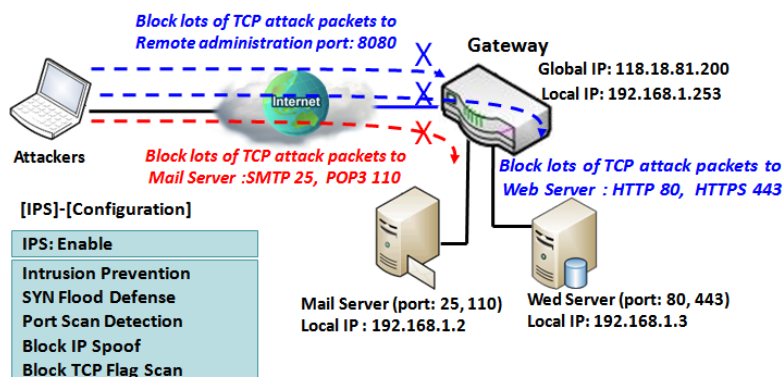 Block lots of TCP attack packets to
Remote administration port: 8080
Gateway
Global IP: 118.18.81.200
Local IP: 192.168.1.253
Internet
Attackers
Block lots of TCP attack packets to
Mail Server :SMTP 25, POP3 110
Block lots of TCP attack packets to
Web Server : HTTP 80, HTTPS 443
[IPS]-[Configuration]
IPS: Enable
Intrusion Prevention
SYN Flood Defense
Port Scan Detection
Block IP Spoof
Block TCP Flag Scan
Mail Server (port: 25, 110)
Local IP : 192.168.1.2
Wed Server (port: 80, 443)
Local IP: 192.168.1.3